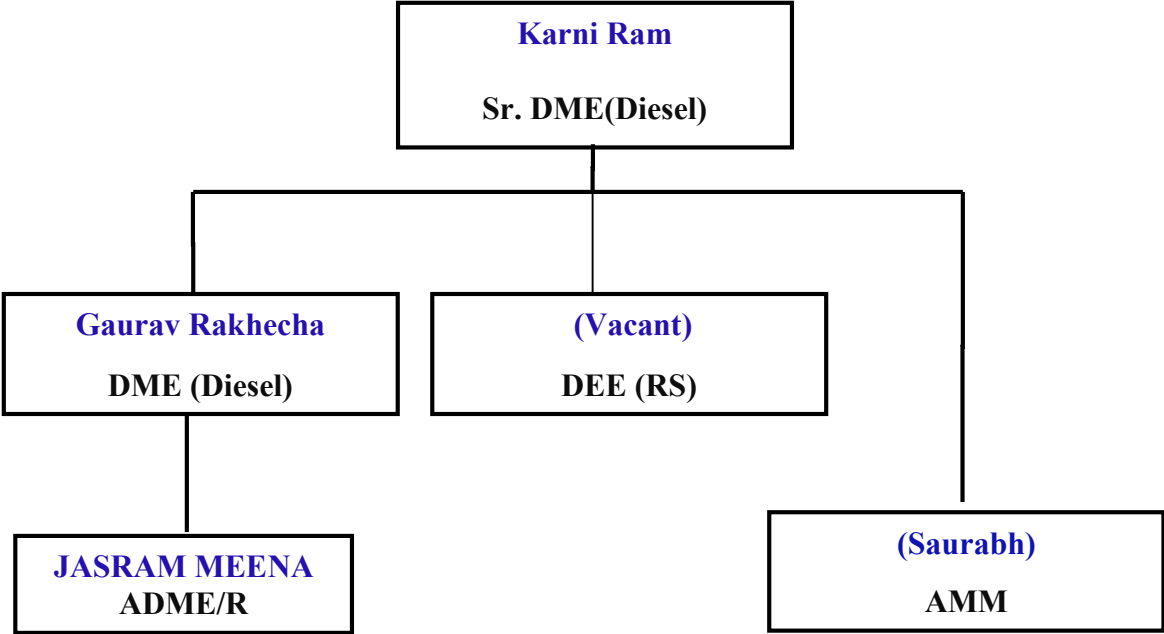 Karni Ram
Sr. DME(Diesel)
Gaurav Rakhecha
DME (Diesel)
(Vacant)
DEE (RS)
JASRAM MEENA
ADME/R
(Saurabh)
AMM